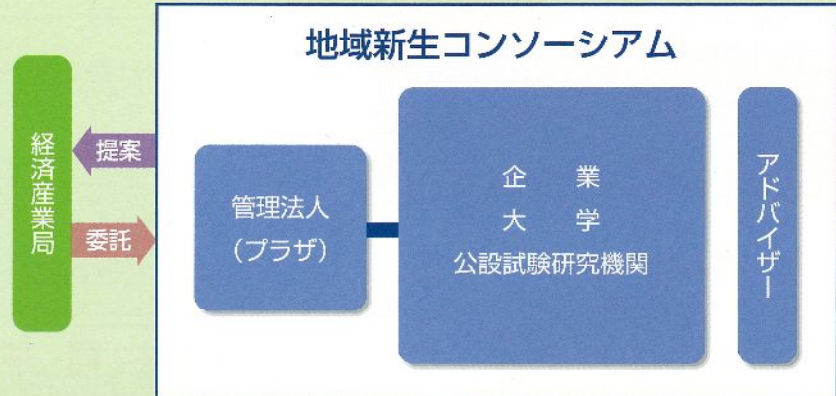 地域新生コンソーシアム
経済産業局
提案
委託
管理法人
(プラザ)
企　業
大　学
公設試験研究機関
アドバイザー